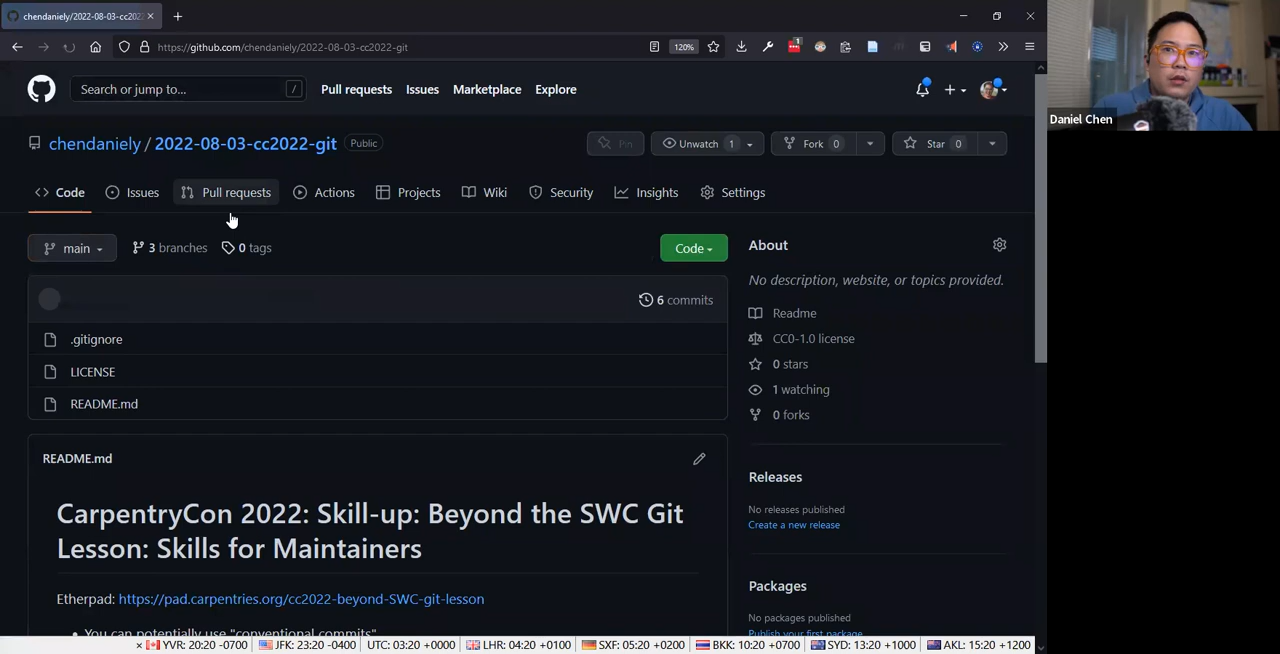 chendaniely/2022-08-03-cc202
https://github.com/chendaniely/2022-08-03-cc2022-git
120%
1
Search or jump to...
/
Pull requests
Issues
Marketplace
Explore
Daniel Chen
chendaniely / 2022-08-03-cc2022-git
Public
Pin
Unwatch 1
Fork 0
Star 0
Code
Issues
Pull requests
Actions
Projects
Wiki
Insights
Security
Settings
main
3 branches
0 tags
Code
About
No description, website, or topics provided.
6 commits
Readme
.gitignore
CC0-1.0 license
LICENSE
0 stars
1 watching
README.md
0 forks
README.md
Releases
No releases published
Create a new release
CarpentryCon 2022: Skill-up: Beyond the SWC Git
Lesson: Skills for Maintainers
Packages
Etherpad: https://pad.carpentries.org/cc2022-beyond-SWC-git-lesson
No packages published
Publish your first package
You can potentially use "conventional commits"
× YVR: 20:20 -0700 JFK: 23:20 -0400 UTC: 03:20 +0000 LHR: 04:20 +0100 SXF: 05:20 +0200 BKK: 10:20 +0700 SYD: 13:20 +1000 AKL: 15:20 +1200